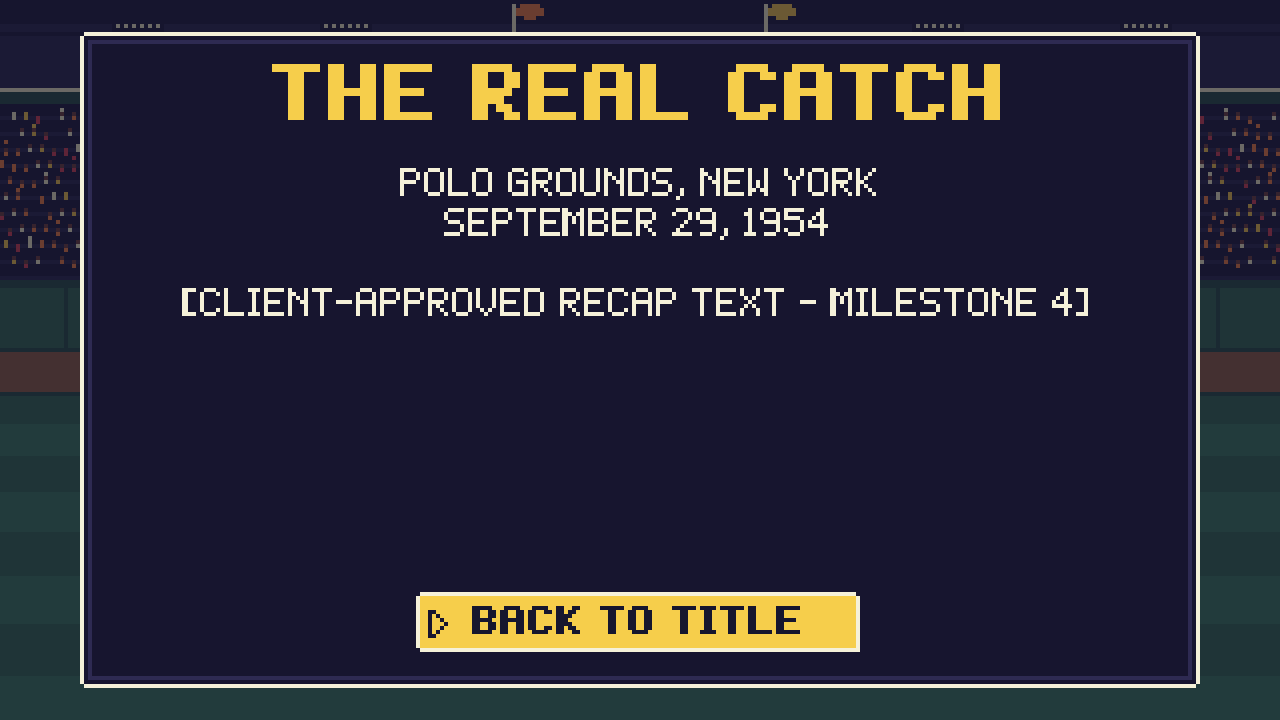 THE REAL CATCH
POLO GROUNDS, NEW YORK
SEPTEMBER 29, 1954
[CLIENT-APPROVED RECAP TEXT - MILESTONE 4]
BACK TO TITLE